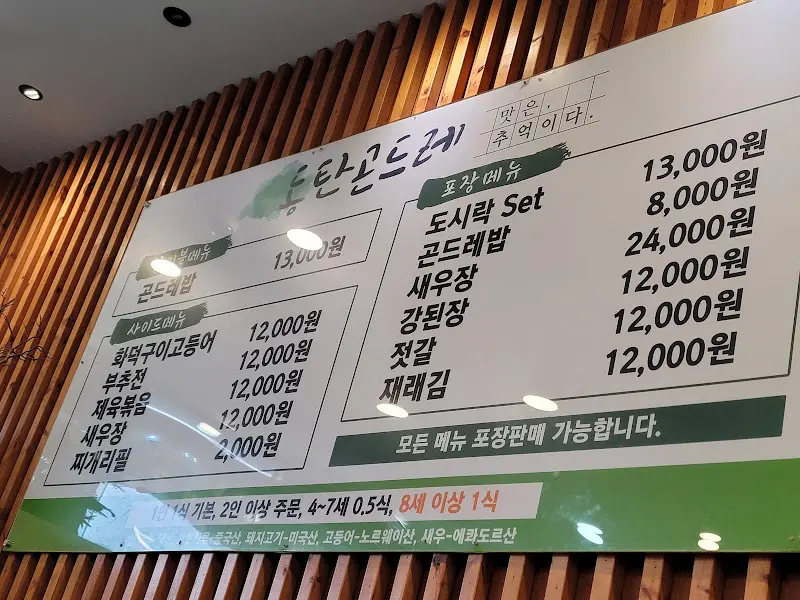 동탄곤드레
맛은.
추억이다.
테이블메뉴
곤드레밥 13,000원
사이드메뉴
화덕구이고등어 12,000원
부추전 12,000원
제육볶음 12,000원
새우장 12,000원
찌개리필 2,000원
포장메뉴
도시락 Set 13,000원
곤드레밥 8,000원
새우장 24,000원
강된장 12,000원
젓갈 12,000원
재래김 12,000원
모든 메뉴 포장판매 가능합니다.
1인 1식 기본, 2인 이상 주문, 4~7세 0.5식, 8세 이상 1식
중국산, 돼지고기-미국산, 고등어-노르웨이산, 새우-에콰도르산